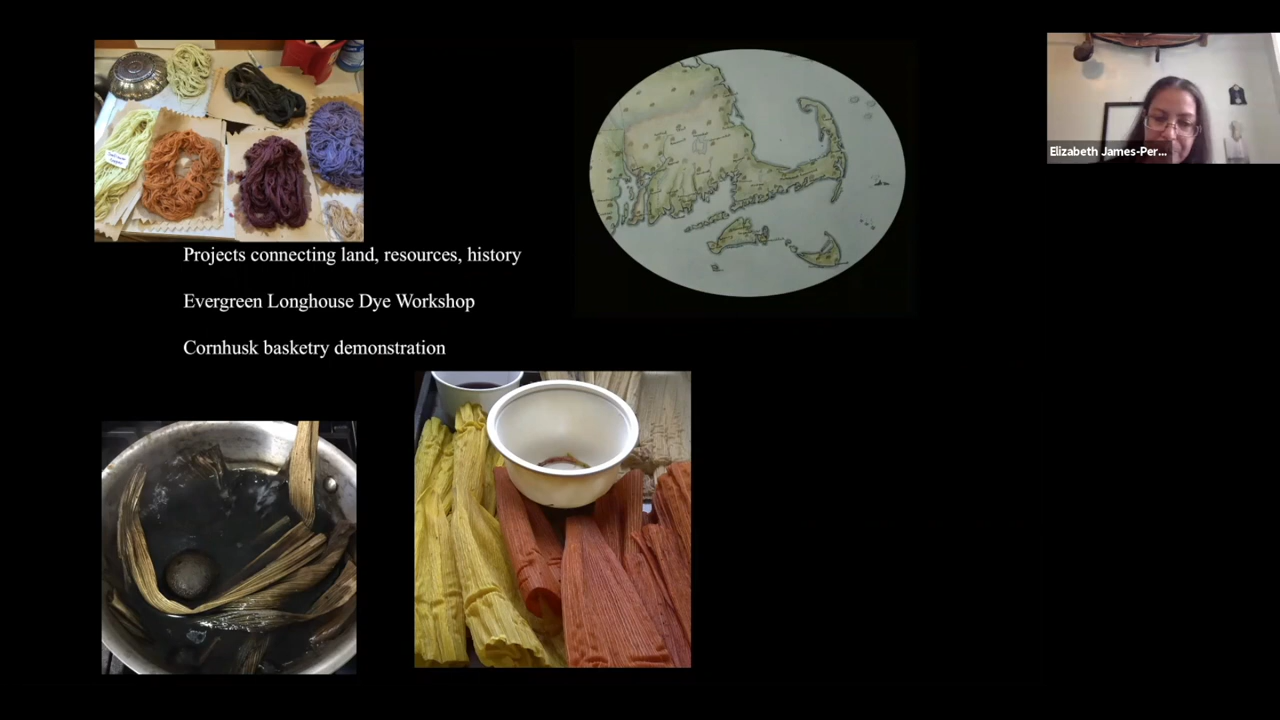 Projects connecting land, resources, history
Evergreen Longhouse Dye Workshop
Cornhusk basketry demonstration
Elizabeth James-Per...